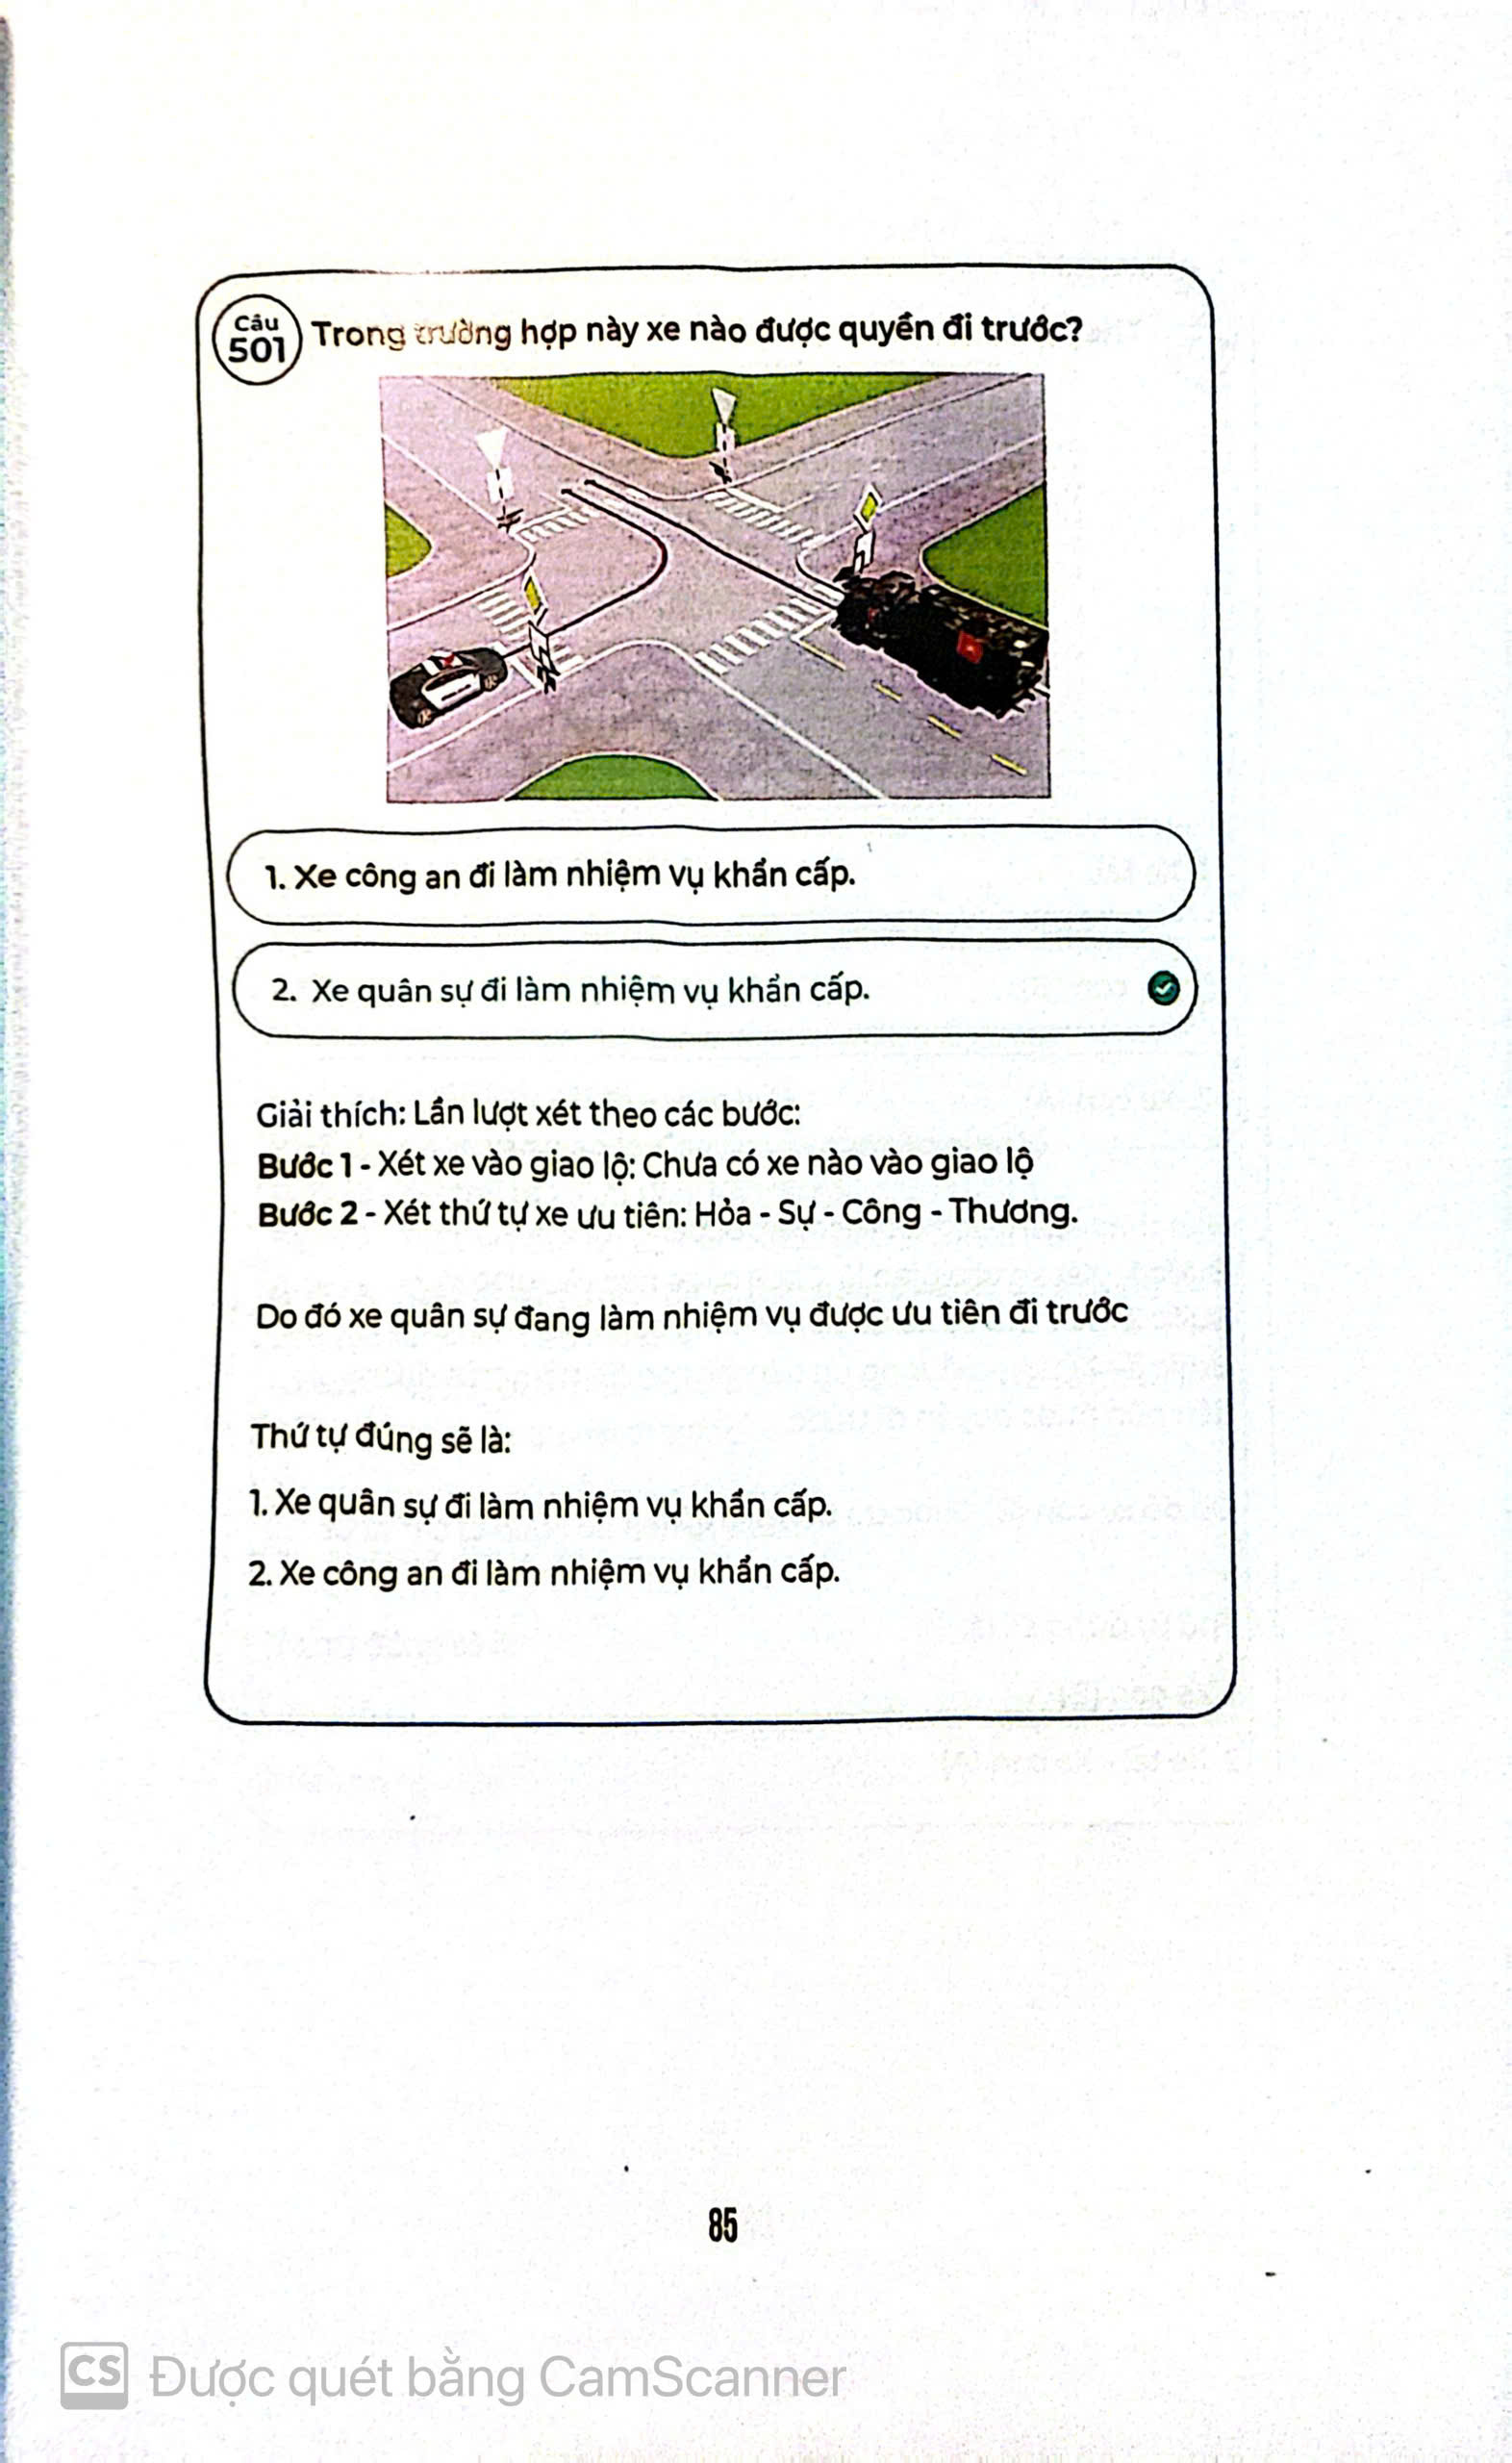 Câu
501
Trong trường hợp này xe nào được quyền đi trước?
1. Xe công an đi làm nhiệm vụ khẩn cấp.
2. Xe quân sự đi làm nhiệm vụ khẩn cấp.
Giải thích: Lần lượt xét theo các bước:
Bước 1 - Xét xe vào giao lộ: Chưa có xe nào vào giao lộ
Bước 2 - Xét thứ tự xe ưu tiên: Hỏa - Sự - Công - Thương.
Do đó xe quân sự đang làm nhiệm vụ được ưu tiên đi trước
Thứ tự đúng sẽ là:
1. Xe quân sự đi làm nhiệm vụ khẩn cấp.
2. Xe công an đi làm nhiệm vụ khẩn cấp.
85
CS Được quét bằng CamScanner